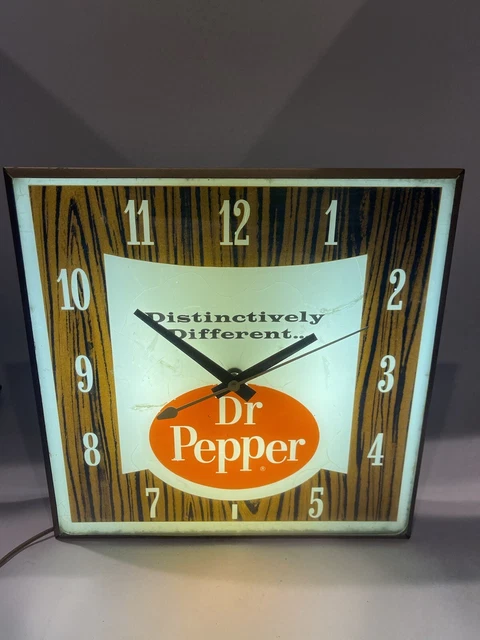 11 12 1
10 2
Distinctively
Different...
9 3
Dr
Pepper®
8 4
7 5